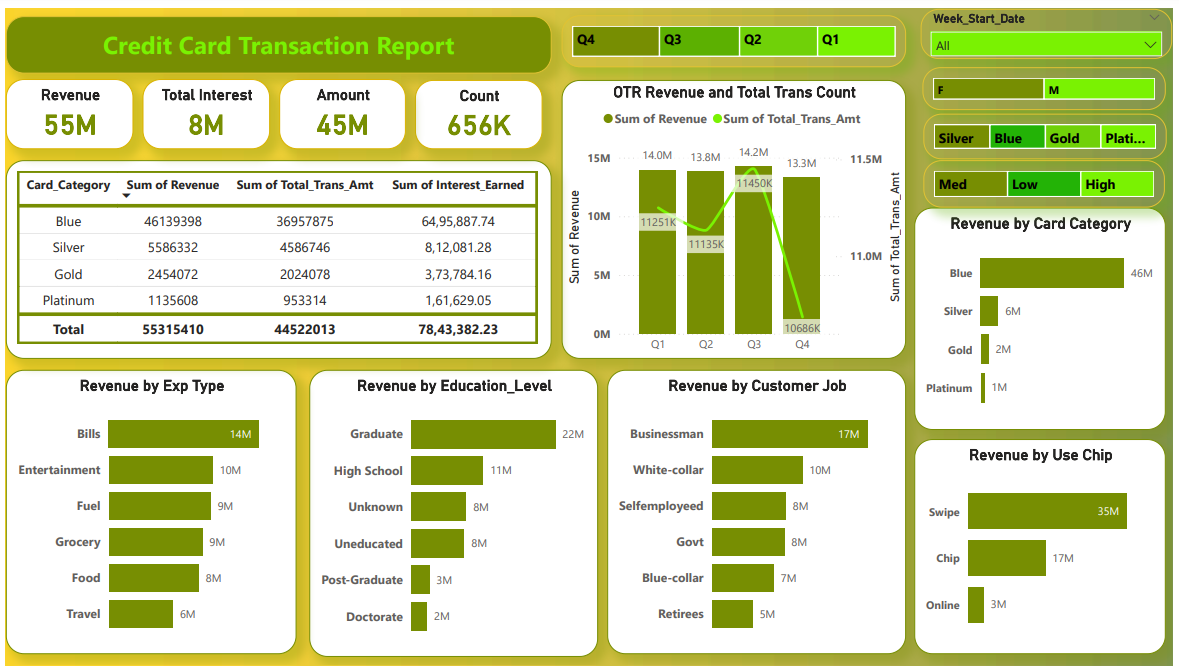 Credit Card Transaction Report
Q4 Q3 Q2 Q1
Week_Start_Date
All
F M
Silver Blue Gold Plati...
Med Low High
Revenue
55M
Total Interest
8M
Amount
45M
Count
656K
Card_Category Sum of Revenue Sum of Total_Trans_Amt Sum of Interest_Earned
Blue 46139398 36957875 64,95,887.74
Silver 5586332 4586746 8,12,081.28
Gold 2454072 2024078 3,73,784.16
Platinum 1135608 953314 1,61,629.05
Total 55315410 44522013 78,43,382.23
OTR Revenue and Total Trans Count
Sum of Revenue Sum of Total_Trans_Amt
Sum of Revenue
15M
10M
5M
0M
14.0M 13.8M 14.2M 13.3M
11251K 11135K 11450K 10686K
11.5M
11.0M
Sum of Total_Trans_Amt
Q1 Q2 Q3 Q4
Revenue by Card Category
Blue 46M
Silver 6M
Gold 2M
Platinum 1M
Revenue by Exp Type
Bills 14M
Entertainment 10M
Fuel 9M
Grocery 9M
Food 8M
Travel 6M
Revenue by Education_Level
Graduate 22M
High School 11M
Unknown 8M
Uneducated 8M
Post-Graduate 3M
Doctorate 2M
Revenue by Customer Job
Businessman 17M
White-collar 10M
Selfemployeed 8M
Govt 8M
Blue-collar 7M
Retirees 5M
Revenue by Use Chip
Swipe 35M
Chip 17M
Online 3M